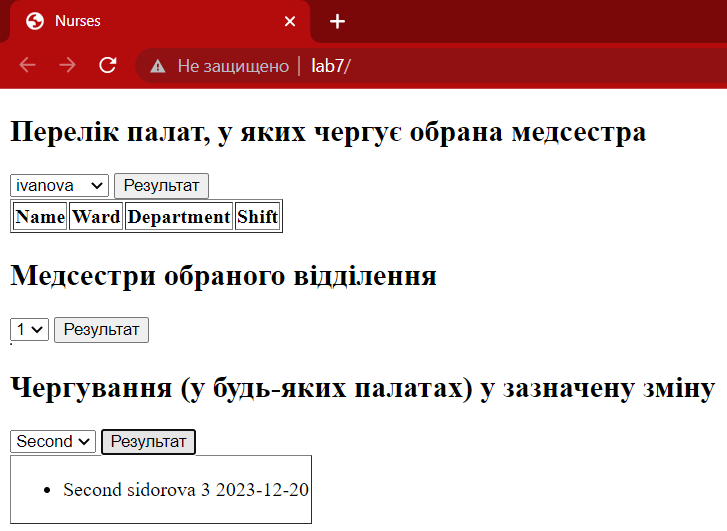 Nurses
Не защищено | lab7/
Перелік палат, у яких чергує обрана медсестра
ivanova Результат
Name Ward Department Shift
Медсестри обраного відділення
1 Результат
Чергування (у будь-яких палатах) у зазначену зміну
Second Результат
• Second sidorova 3 2023-12-20